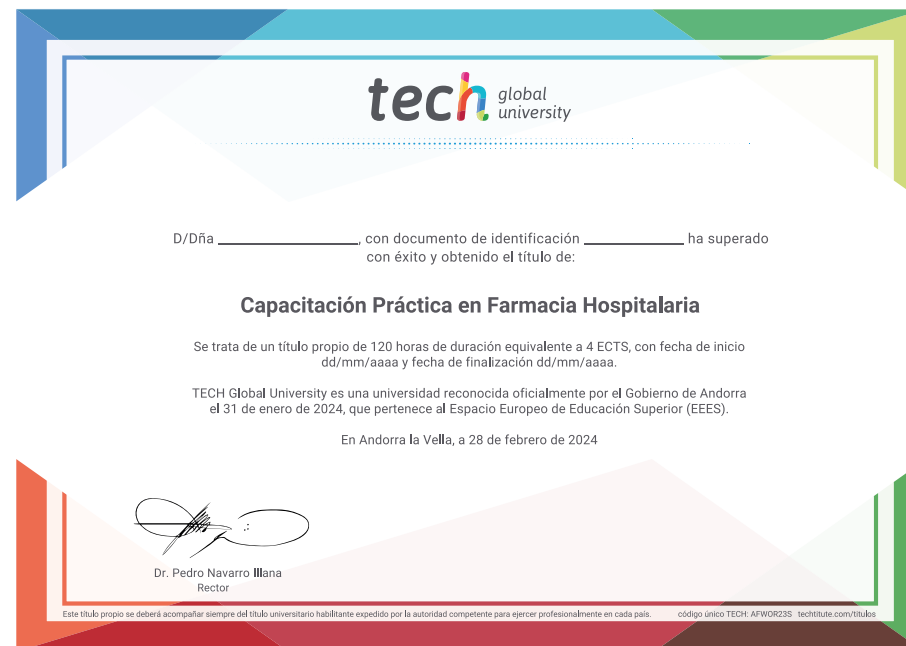 tech global university
D/Dña ____________________, con documento de identificación ______________ ha superado
con éxito y obtenido el título de:
Capacitación Práctica en Farmacia Hospitalaria
Se trata de un título propio de 120 horas de duración equivalente a 4 ECTS, con fecha de inicio
dd/mm/aaaa y fecha de finalización dd/mm/aaaa.
TECH Global University es una universidad reconocida oficialmente por el Gobierno de Andorra
el 31 de enero de 2024, que pertenece al Espacio Europeo de Educación Superior (EEES).
En Andorra la Vella, a 28 de febrero de 2024
Dr. Pedro Navarro Illana
Rector
Este título propio se deberá acompañar siempre del título universitario habilitante expedido por la autoridad competente para ejercer profesionalmente en cada país. código único TECH: AFWOR23S techtitute.com/titulos